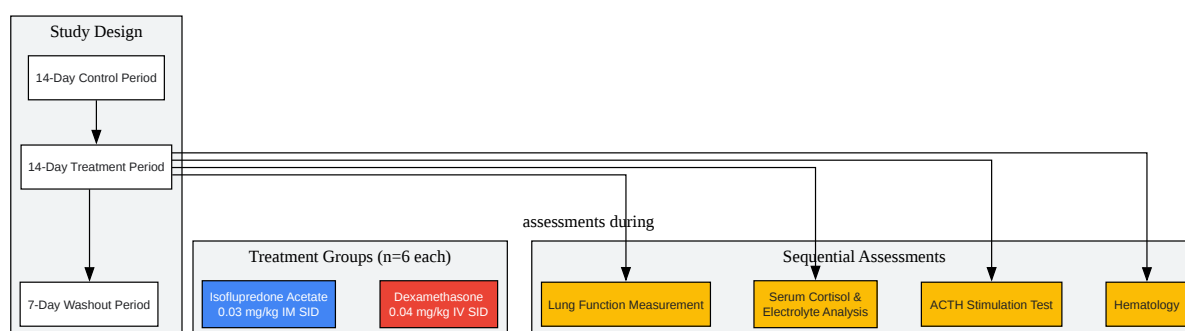 Study Design
14-Day Control Period
14-Day Treatment Period
7-Day Washout Period
assessments during
Treatment Groups (n=6 each)
Isoflupredone Acetate
0.03 mg/kg IM SID
Dexamethasone
0.04 mg/kg IV SID
Sequential Assessments
Lung Function Measurement
Serum Cortisol &
Electrolyte Analysis
ACTH Stimulation Test
Hematology